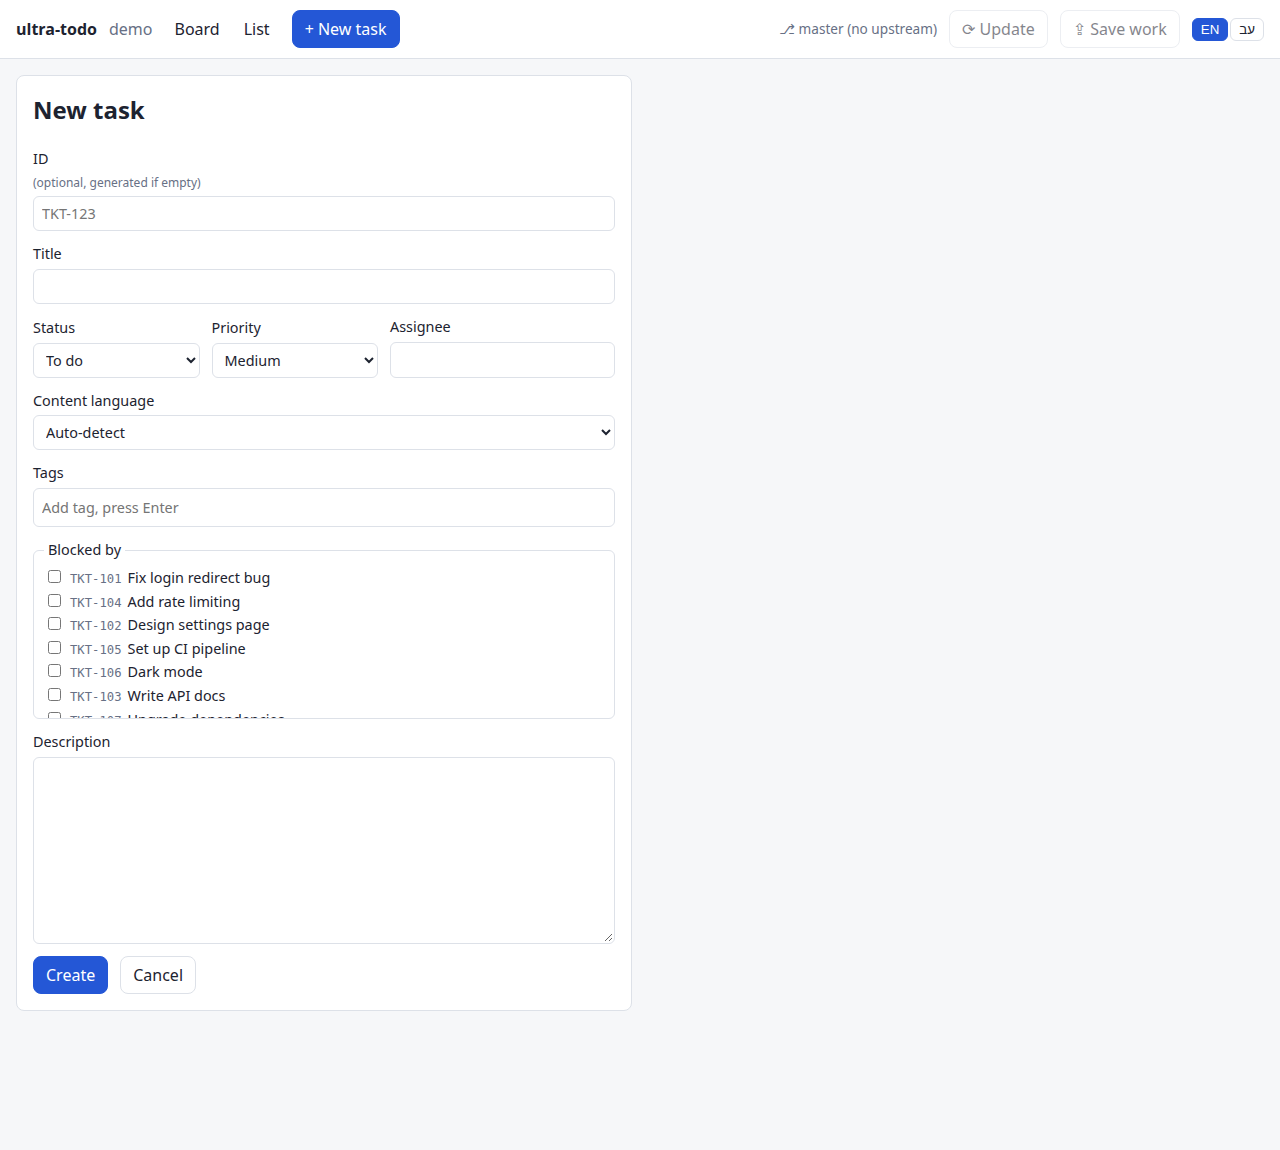 ultra-todo demo Board List + New task ⎇ master (no upstream) ⟳ Update ⇪ Save work EN עב
New task
ID
(optional, generated if empty)
TKT-123
Title
Status Priority Assignee
To do Medium
Content language
Auto-detect
Tags
Add tag, press Enter
Blocked by
TKT-101 Fix login redirect bug
TKT-104 Add rate limiting
TKT-102 Design settings page
TKT-105 Set up CI pipeline
TKT-106 Dark mode
TKT-103 Write API docs
TKT-107 Upgrade dependencies
Description
Create Cancel